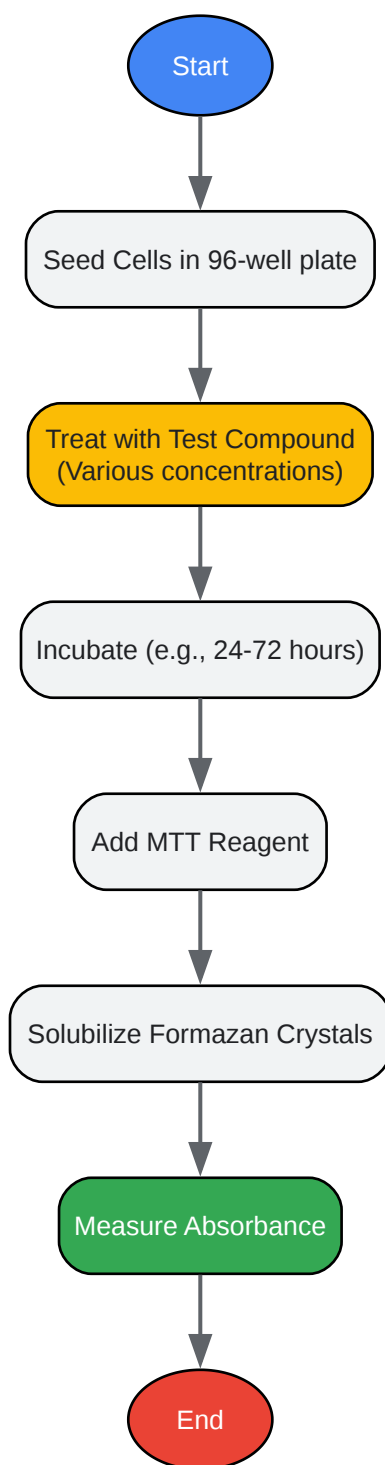 Start
Seed Cells in 96-well plate
Treat with Test Compound
(Various concentrations)
Incubate (e.g., 24-72 hours)
Add MTT Reagent
Solubilize Formazan Crystals
Measure Absorbance
End